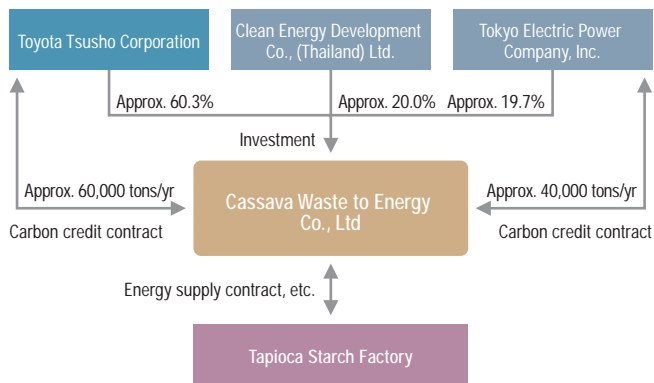 Toyota Tsusho Corporation
Clean Energy Development
Co., (Thailand) Ltd.
Tokyo Electric Power
Company, Inc.
Approx. 60.3%
Approx. 20.0%
Approx. 19.7%
Investment
Approx. 60,000 tons/yr
Carbon credit contract
Cassava Waste to Energy
Co., Ltd
Approx. 40,000 tons/yr
Carbon credit contract
Energy supply contract, etc.
Tapioca Starch Factory